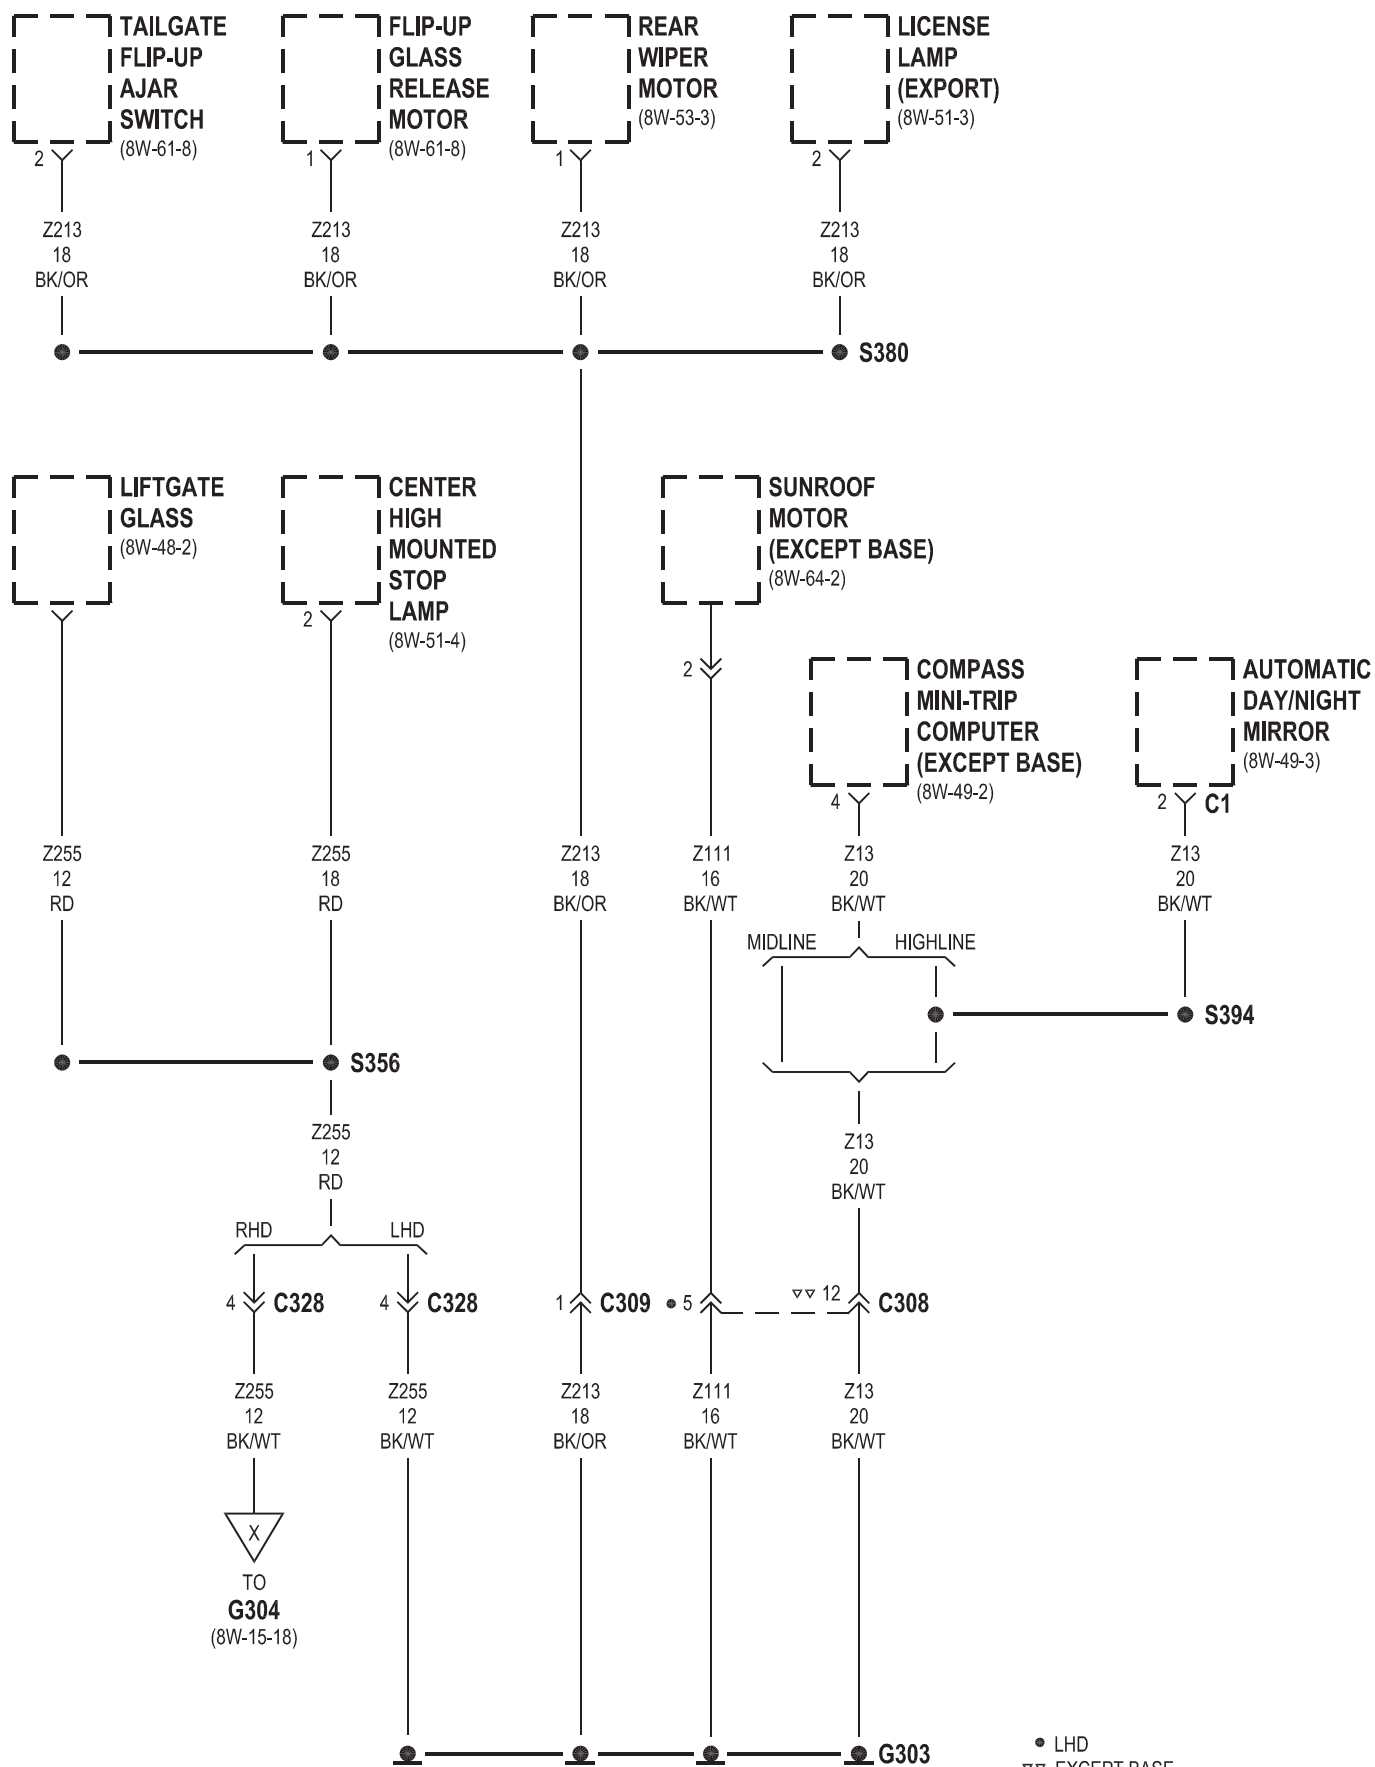 TAILGATE
FLIP-UP
AJAR
SWITCH
(8W-61-8)
2
FLIP-UP
GLASS
RELEASE
MOTOR
(8W-61-8)
1
REAR
WIPER
MOTOR
(8W-53-3)
1
LICENSE
LAMP
(EXPORT)
(8W-51-3)
2
Z213
18
BK/OR
Z213
18
BK/OR
Z213
18
BK/OR
Z213
18
BK/OR
S380
LIFTGATE
GLASS
(8W-48-2)
CENTER
HIGH
MOUNTED
STOP
LAMP
(8W-51-4)
2
SUNROOF
MOTOR
(EXCEPT BASE)
(8W-64-2)
2
COMPASS
MINI-TRIP
COMPUTER
(EXCEPT BASE)
(8W-49-2)
4
AUTOMATIC
DAY/NIGHT
MIRROR
(8W-49-3)
2
C1
Z255
12
RD
Z255
18
RD
Z213
18
BK/OR
Z111
16
BK/WT
Z13
20
BK/WT
Z13
20
BK/WT
MIDLINE
HIGHLINE
S394
S356
Z255
12
RD
Z13
20
BK/WT
RHD
LHD
4
C328
4
C328
1
C309
5
12
C308
Z255
12
BK/WT
Z255
12
BK/WT
Z213
18
BK/OR
Z111
16
BK/WT
Z13
20
BK/WT
X
TO
G304
(8W-15-18)
G303
LHD
EXCEPT BASE